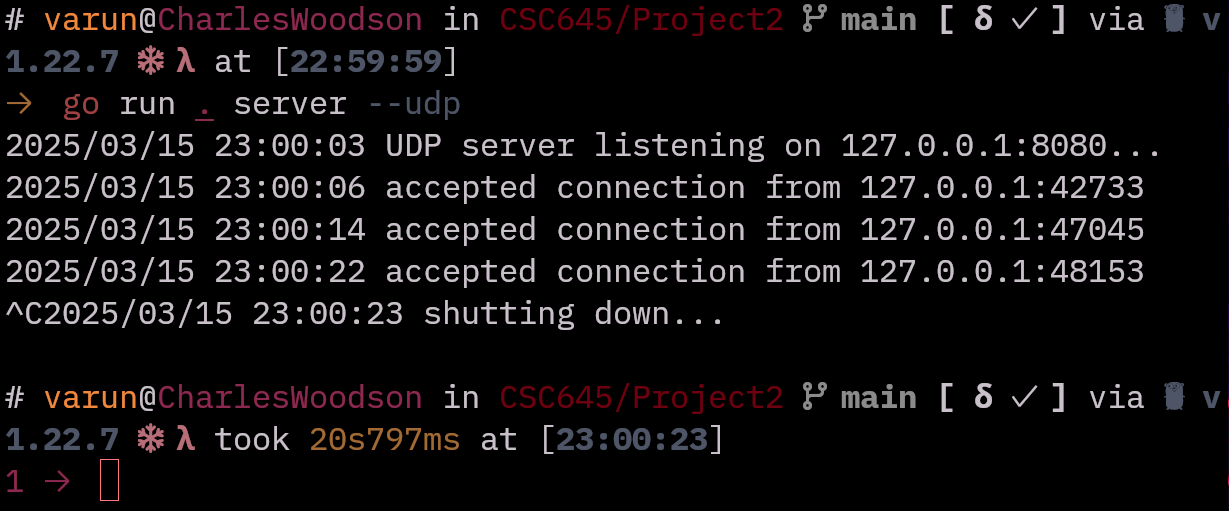 # varun@CharlesWoodson in CSC645/Project2 main [ δ ✓ ] via v
1.22.7 ❄ λ at [22:59:59]
→ go run . server --udp
2025/03/15 23:00:03 UDP server listening on 127.0.0.1:8080...
2025/03/15 23:00:06 accepted connection from 127.0.0.1:42733
2025/03/15 23:00:14 accepted connection from 127.0.0.1:47045
2025/03/15 23:00:22 accepted connection from 127.0.0.1:48153
^C2025/03/15 23:00:23 shutting down...
# varun@CharlesWoodson in CSC645/Project2 main [ δ ✓ ] via v
1.22.7 ❄ λ took 20s797ms at [23:00:23]
1 →